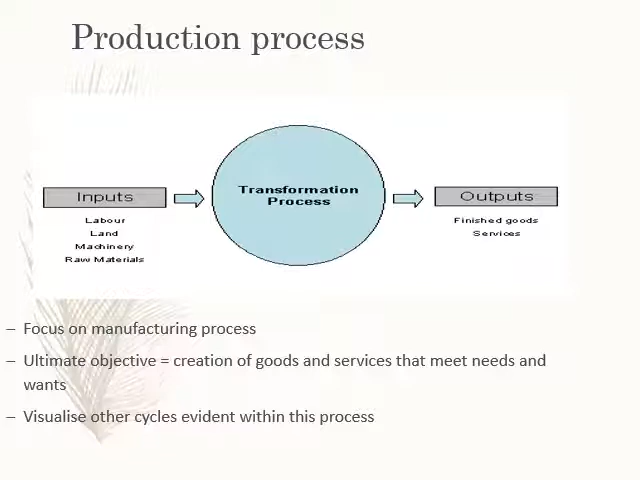 Production process
Inputs
Labour
Land
Machinery
Raw Materials
Transformation
Process
Outputs
Finished goods
Services
– Focus on manufacturing process
– Ultimate objective = creation of goods and services that meet needs and
wants
– Visualise other cycles evident within this process